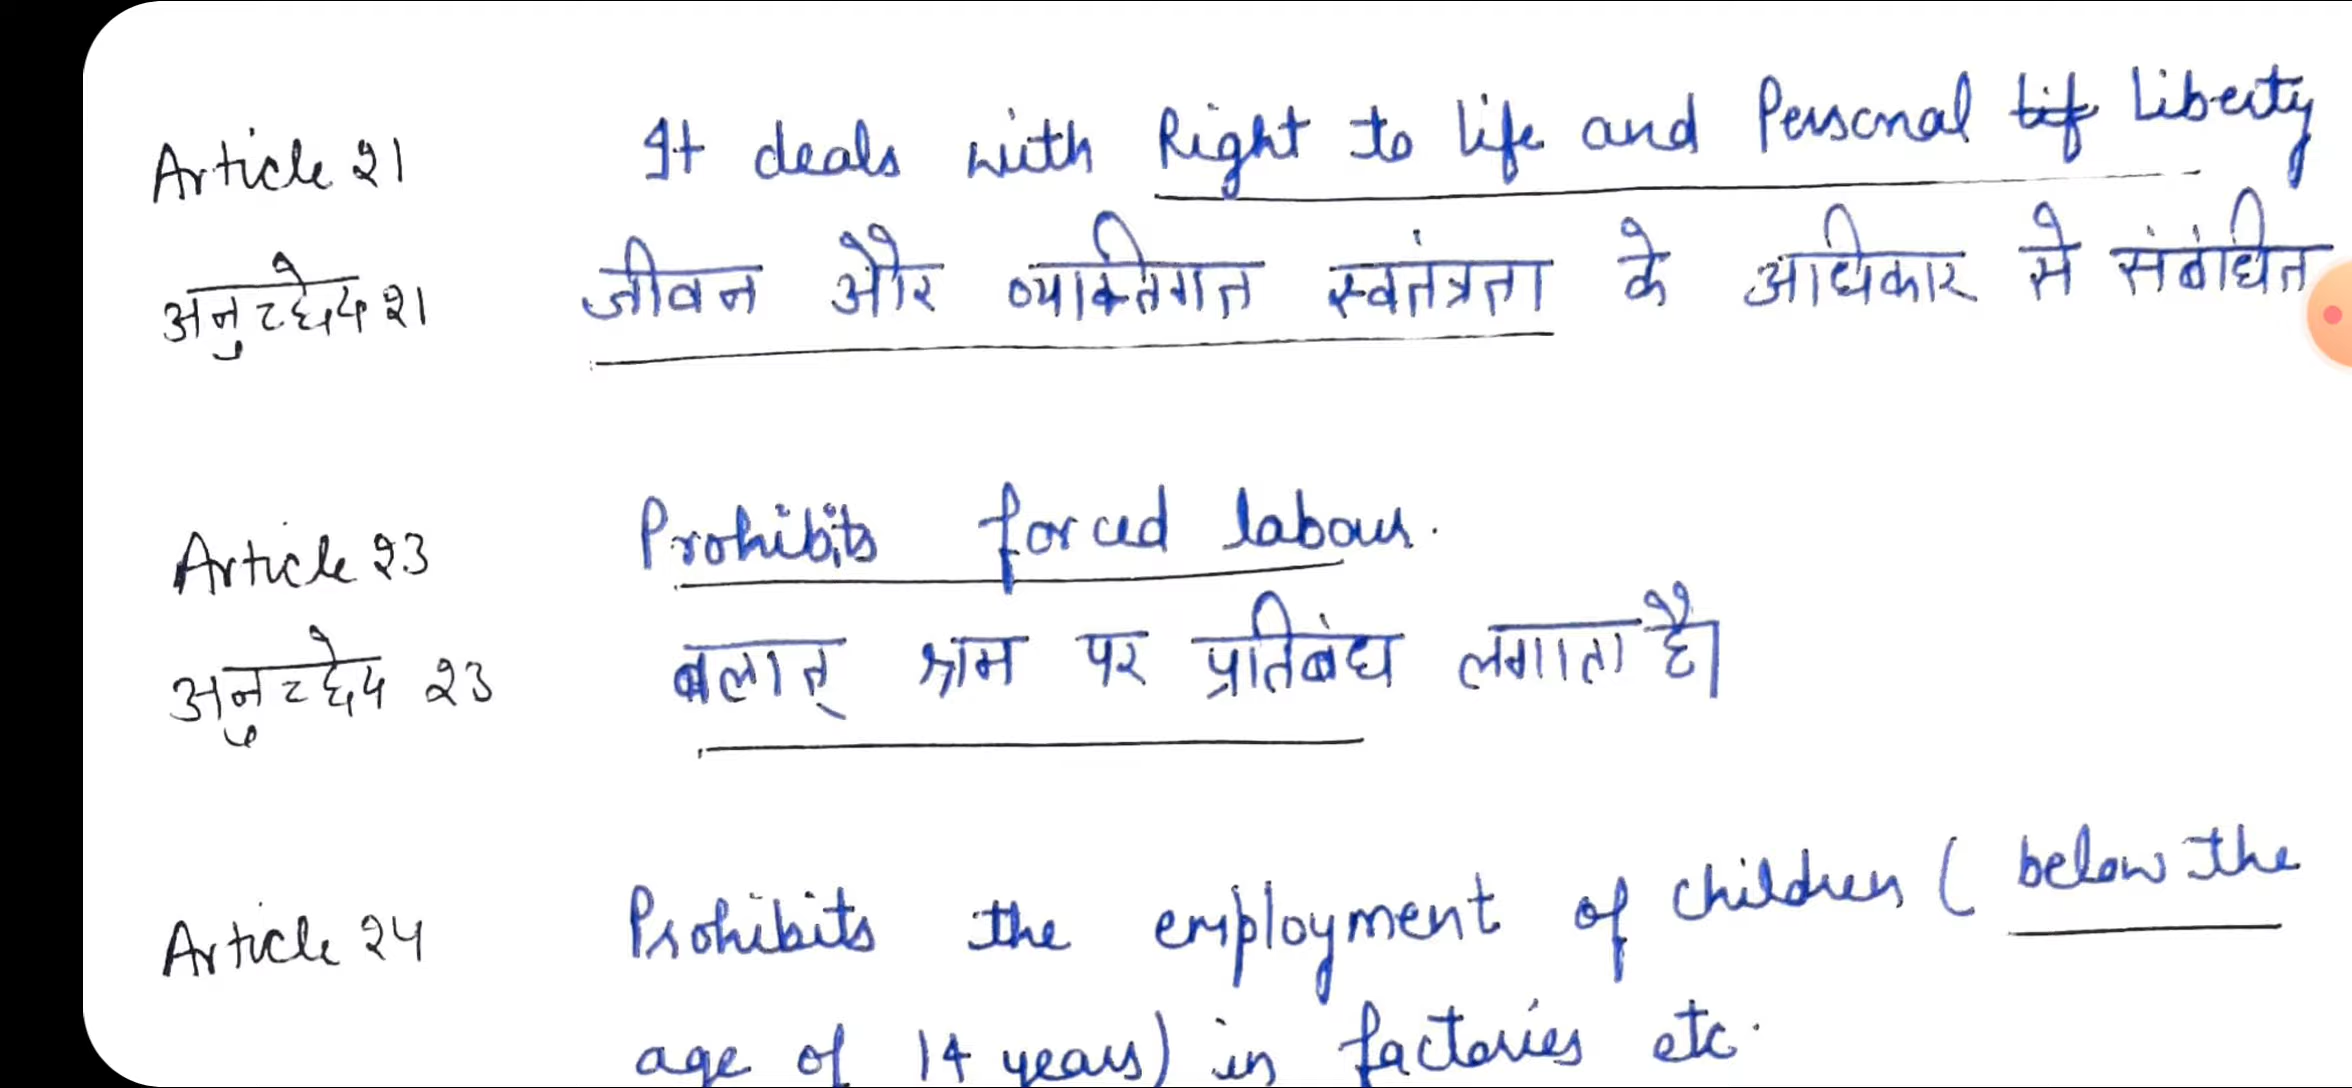 Article 21 It deals with Right to life and Personal lif Liberty
अनुच्छेद 21 जीवन और व्यक्तिगत स्वतंत्रता के अधिकार से संबंधित
Article 23 Prohibits forced labour.
अनुच्छेद 23 बलात् श्रम पर प्रतिबंध लगाता है।
Article 24 Prohibits the employment of children ( below the
age of 14 years) in factories etc.